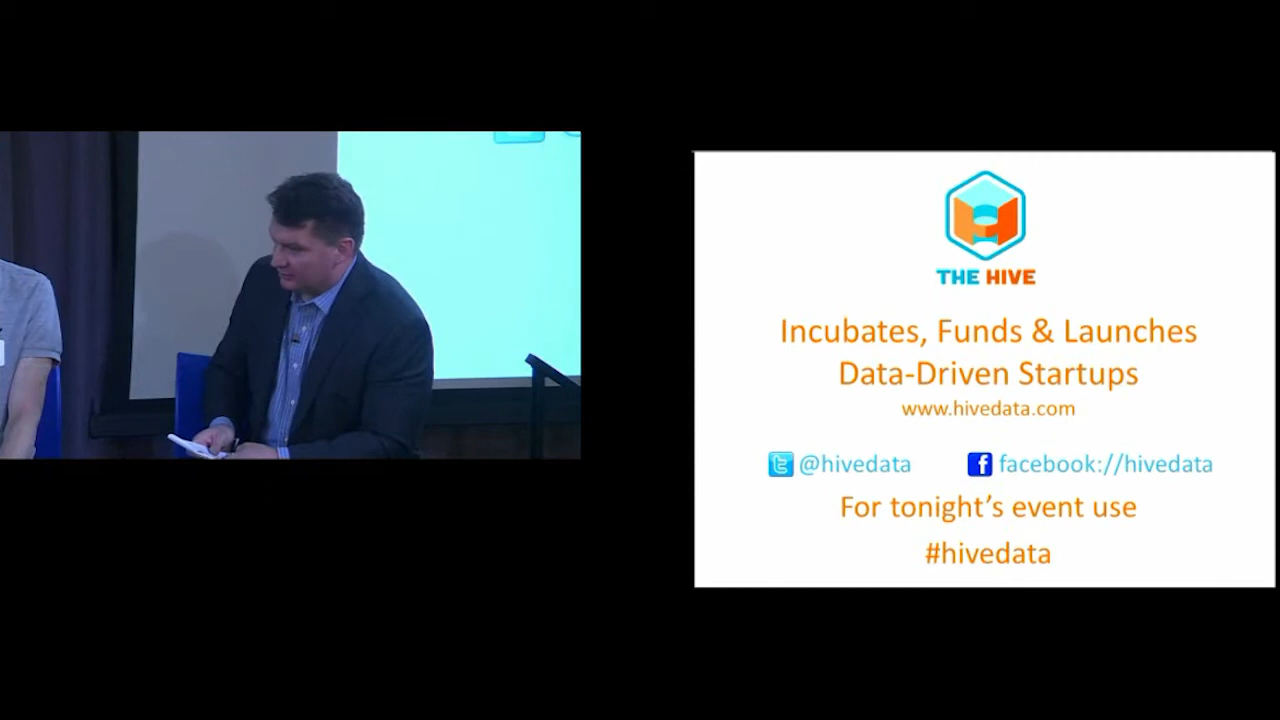 THE HIVE
Incubates, Funds & Launches
Data-Driven Startups
www.hivedata.com
@hivedata facebook://hivedata
For tonight's event use
#hivedata